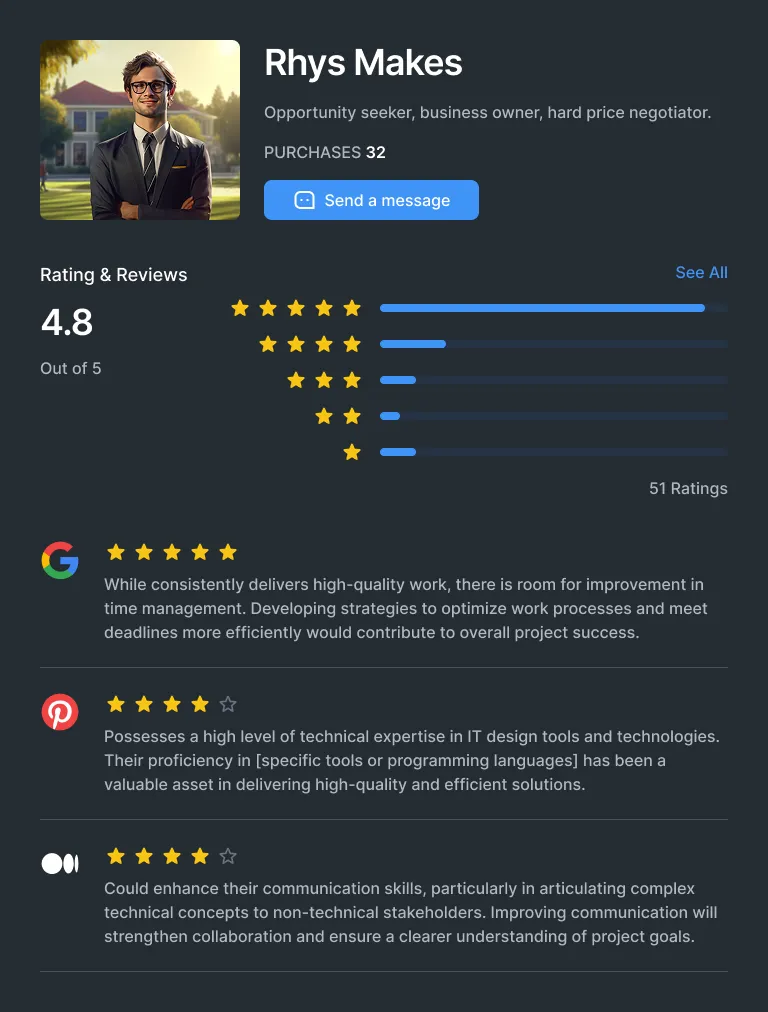 Rhys Makes
Opportunity seeker, business owner, hard price negotiator.
PURCHASES 32
Send a message
Rating & Reviews
See All
4.8
Out of 5
51 Ratings
While consistently delivers high-quality work, there is room for improvement in
time management. Developing strategies to optimize work processes and meet
deadlines more efficiently would contribute to overall project success.
Possesses a high level of technical expertise in IT design tools and technologies.
Their proficiency in [specific tools or programming languages] has been a
valuable asset in delivering high-quality and efficient solutions.
Could enhance their communication skills, particularly in articulating complex
technical concepts to non-technical stakeholders. Improving communication will
strengthen collaboration and ensure a clearer understanding of project goals.